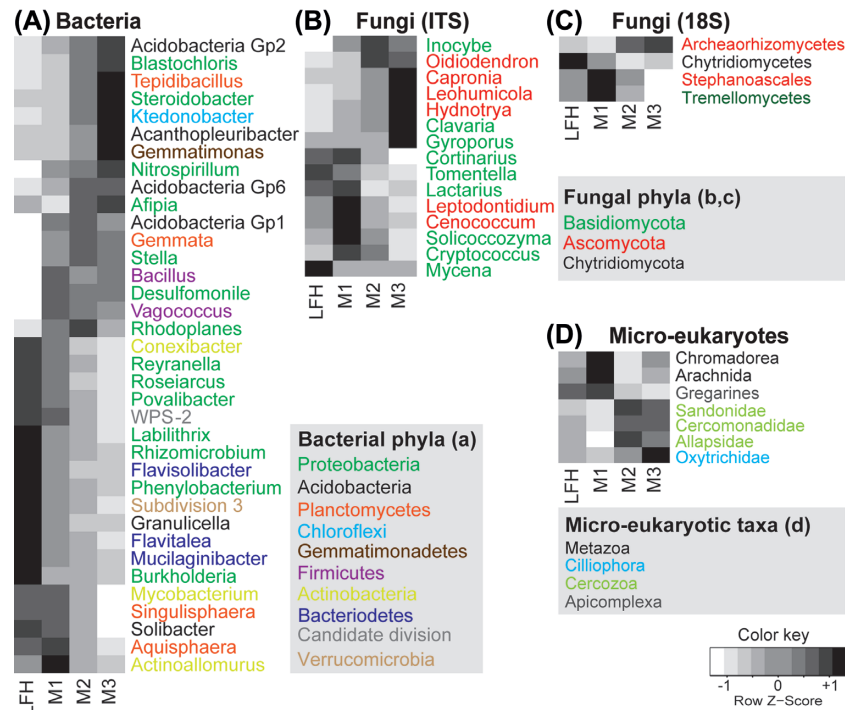 (A) Bacteria
Acidobacteria Gp2
Blastochloris
Tepidibacillus
Steroidobacter
Ktedonobacter
Acanthopleuribacter
Gemmatimonas
Nitrospirillum
Acidobacteria Gp6
Afipia
Acidobacteria Gp1
Gemmata
Stella
Bacillus
Desulfomonile
Vagococcus
Rhodoplanes
Conexibacter
Reyranella
Roseiarcus
Povalibacter
WPS-2
Labilithrix
Rhizomicrobium
Flavisolibacter
Phenylobacterium
Subdivision 3
Granulicella
Flavitalea
Mucilaginibacter
Burkholderia
Mycobacterium
Singulisphaera
Solibacter
Aquisphaera
Actinoallomurus
LFH M1 M2 M3
(B) Fungi (ITS)
Inocybe
Oidiodendron
Capronia
Leohumicola
Hydnotrya
Clavaria
Gyroporus
Cortinarius
Tomentella
Lactarius
Leptodontidium
Cenococcum
Solicoccozyma
Cryptococcus
Mycena
LFH M1 M2 M3
Bacterial phyla (a)
Proteobacteria
Acidobacteria
Planctomycetes
Chloroflexi
Gemmatimonadetes
Firmicutes
Actinobacteria
Bacteriodetes
Candidate division
Verrucomicrobia
(C) Fungi (18S)
Archeaorhizomycetes
Chytridiomycetes
Stephanoascales
Tremellomycetes
LFH M1 M2 M3
Fungal phyla (b,c)
Basidiomycota
Ascomycota
Chytridiomycota
(D) Micro-eukaryotes
Chromadorea
Arachnida
Gregarines
Sandonidae
Cercomonadidae
Allapsidae
Oxytrichidae
LFH M1 M2 M3
Micro-eukaryotic taxa (d)
Metazoa
Cilliophora
Cercozoa
Apicomplexa
Color key
-1 0 +1
Row Z-Score